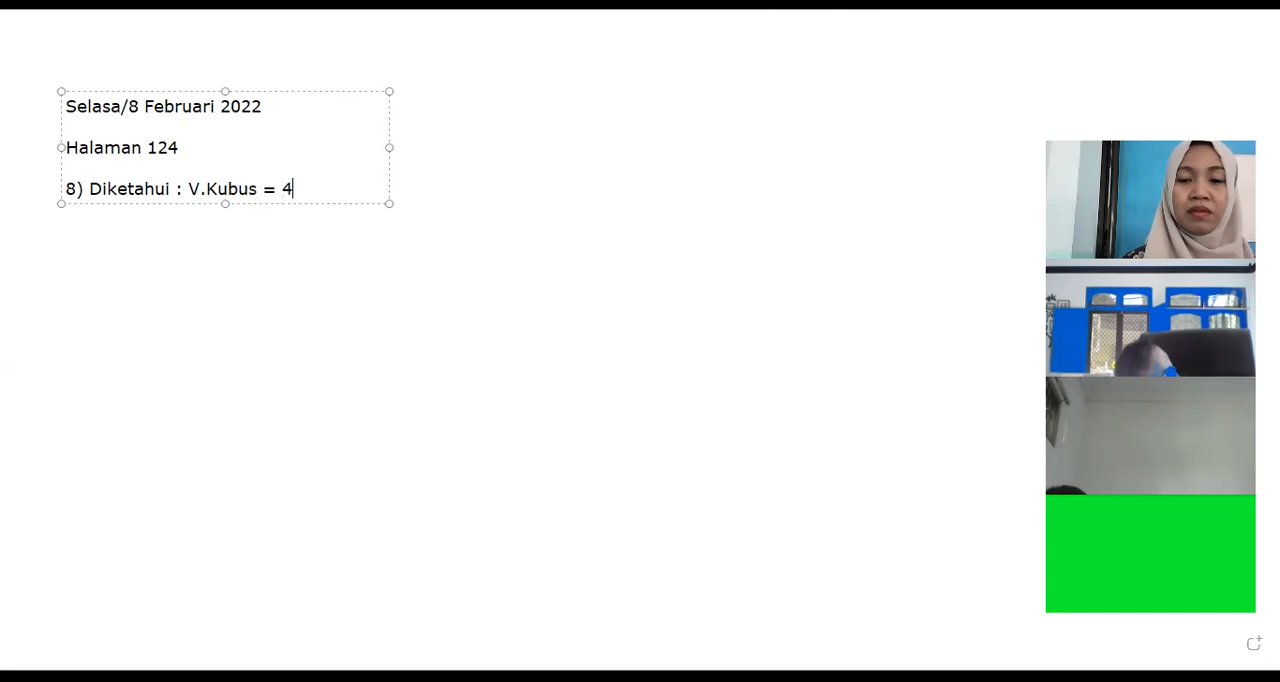 Selasa/8 Februari 2022
Halaman 124
8) Diketahui : V.Kubus = 4